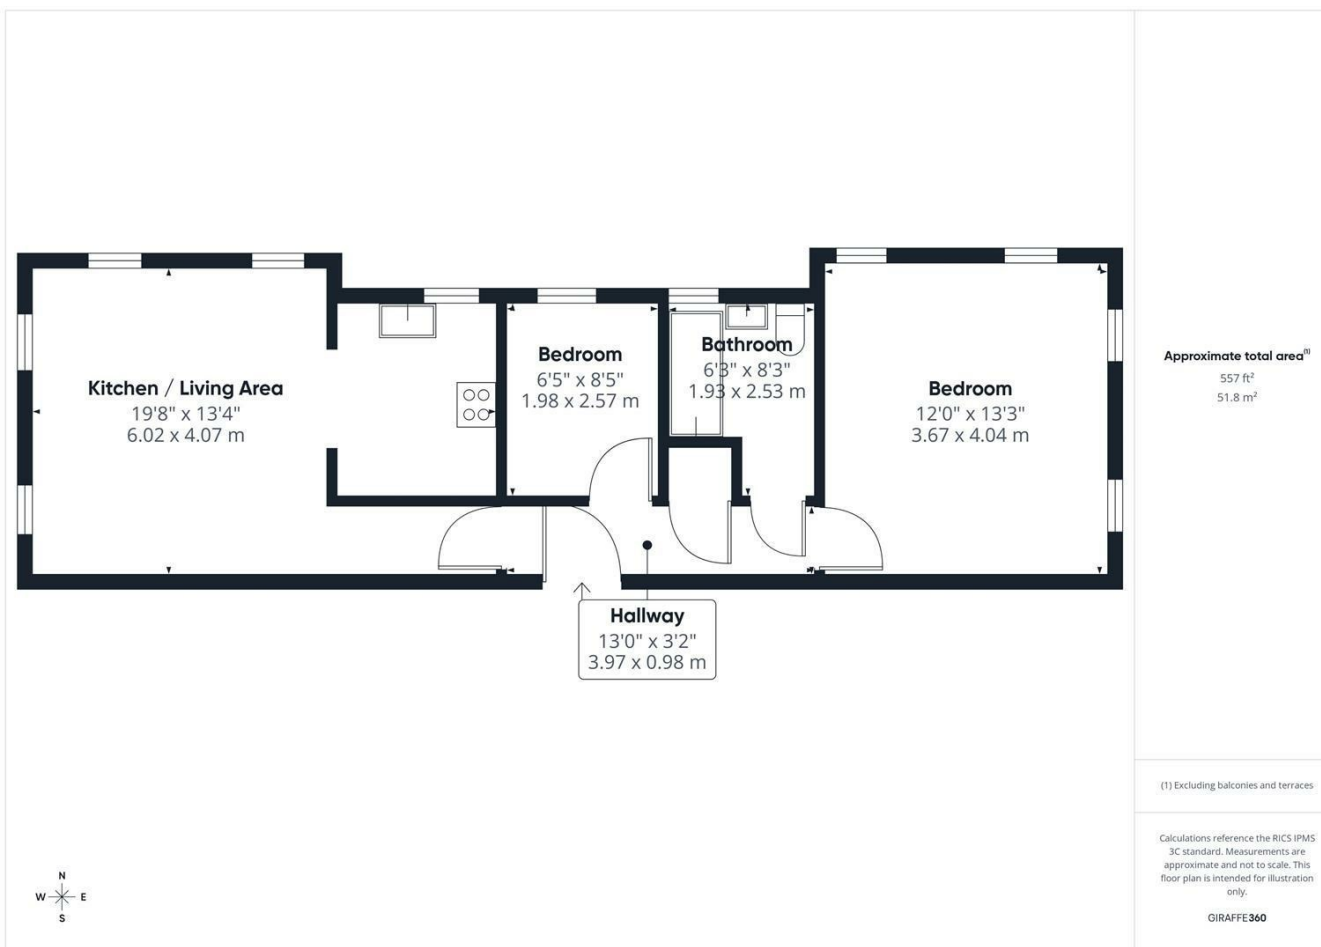 Kitchen / Living Area
19'8" x 13'4"
6.02 x 4.07 m
Bedroom
6'5" x 8'5"
1.98 x 2.57 m
Bathroom
6'3" x 8'3"
1.93 x 2.53 m
Bedroom
12'0" x 13'3"
3.67 x 4.04 m
Hallway
13'0" x 3'2"
3.97 x 0.98 m
Approximate total area(1)
557 ft²
51.8 m²
(1) Excluding balconies and terraces
Calculations reference the RICS IPMS
3C standard. Measurements are
approximate and not to scale. This
floor plan is intended for illustration
only.
GIRAFFE360
N
W E
S